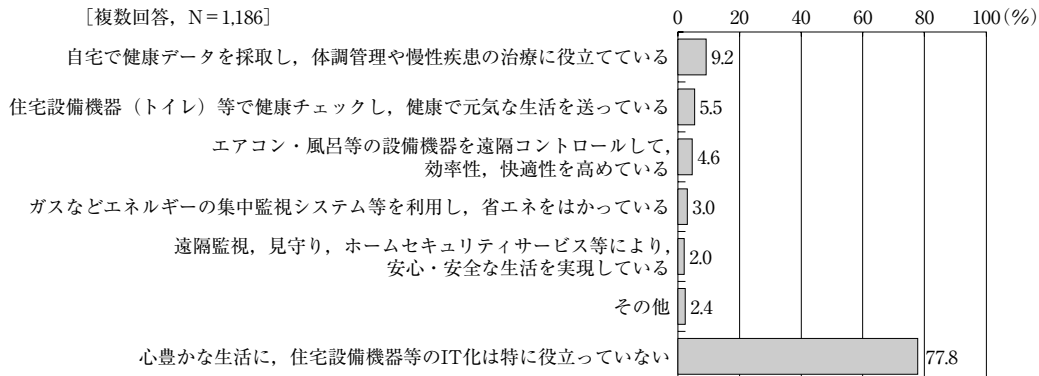 ［複数回答，N＝1,186］
0 20 40 60 80 100(％)
自宅で健康データを採取し，体調管理や慢性疾患の治療に役立てている 9.2
住宅設備機器（トイレ）等で健康チェックし，健康で元気な生活を送っている 5.5
エアコン・風呂等の設備機器を遠隔コントロールして，
効率性，快適性を高めている 4.6
ガスなどエネルギーの集中監視システム等を利用し，省エネをはかっている 3.0
遠隔監視，見守り，ホームセキュリティサービス等により，
安心・安全な生活を実現している 2.0
その他 2.4
心豊かな生活に，住宅設備機器等のIT化は特に役立っていない 77.8